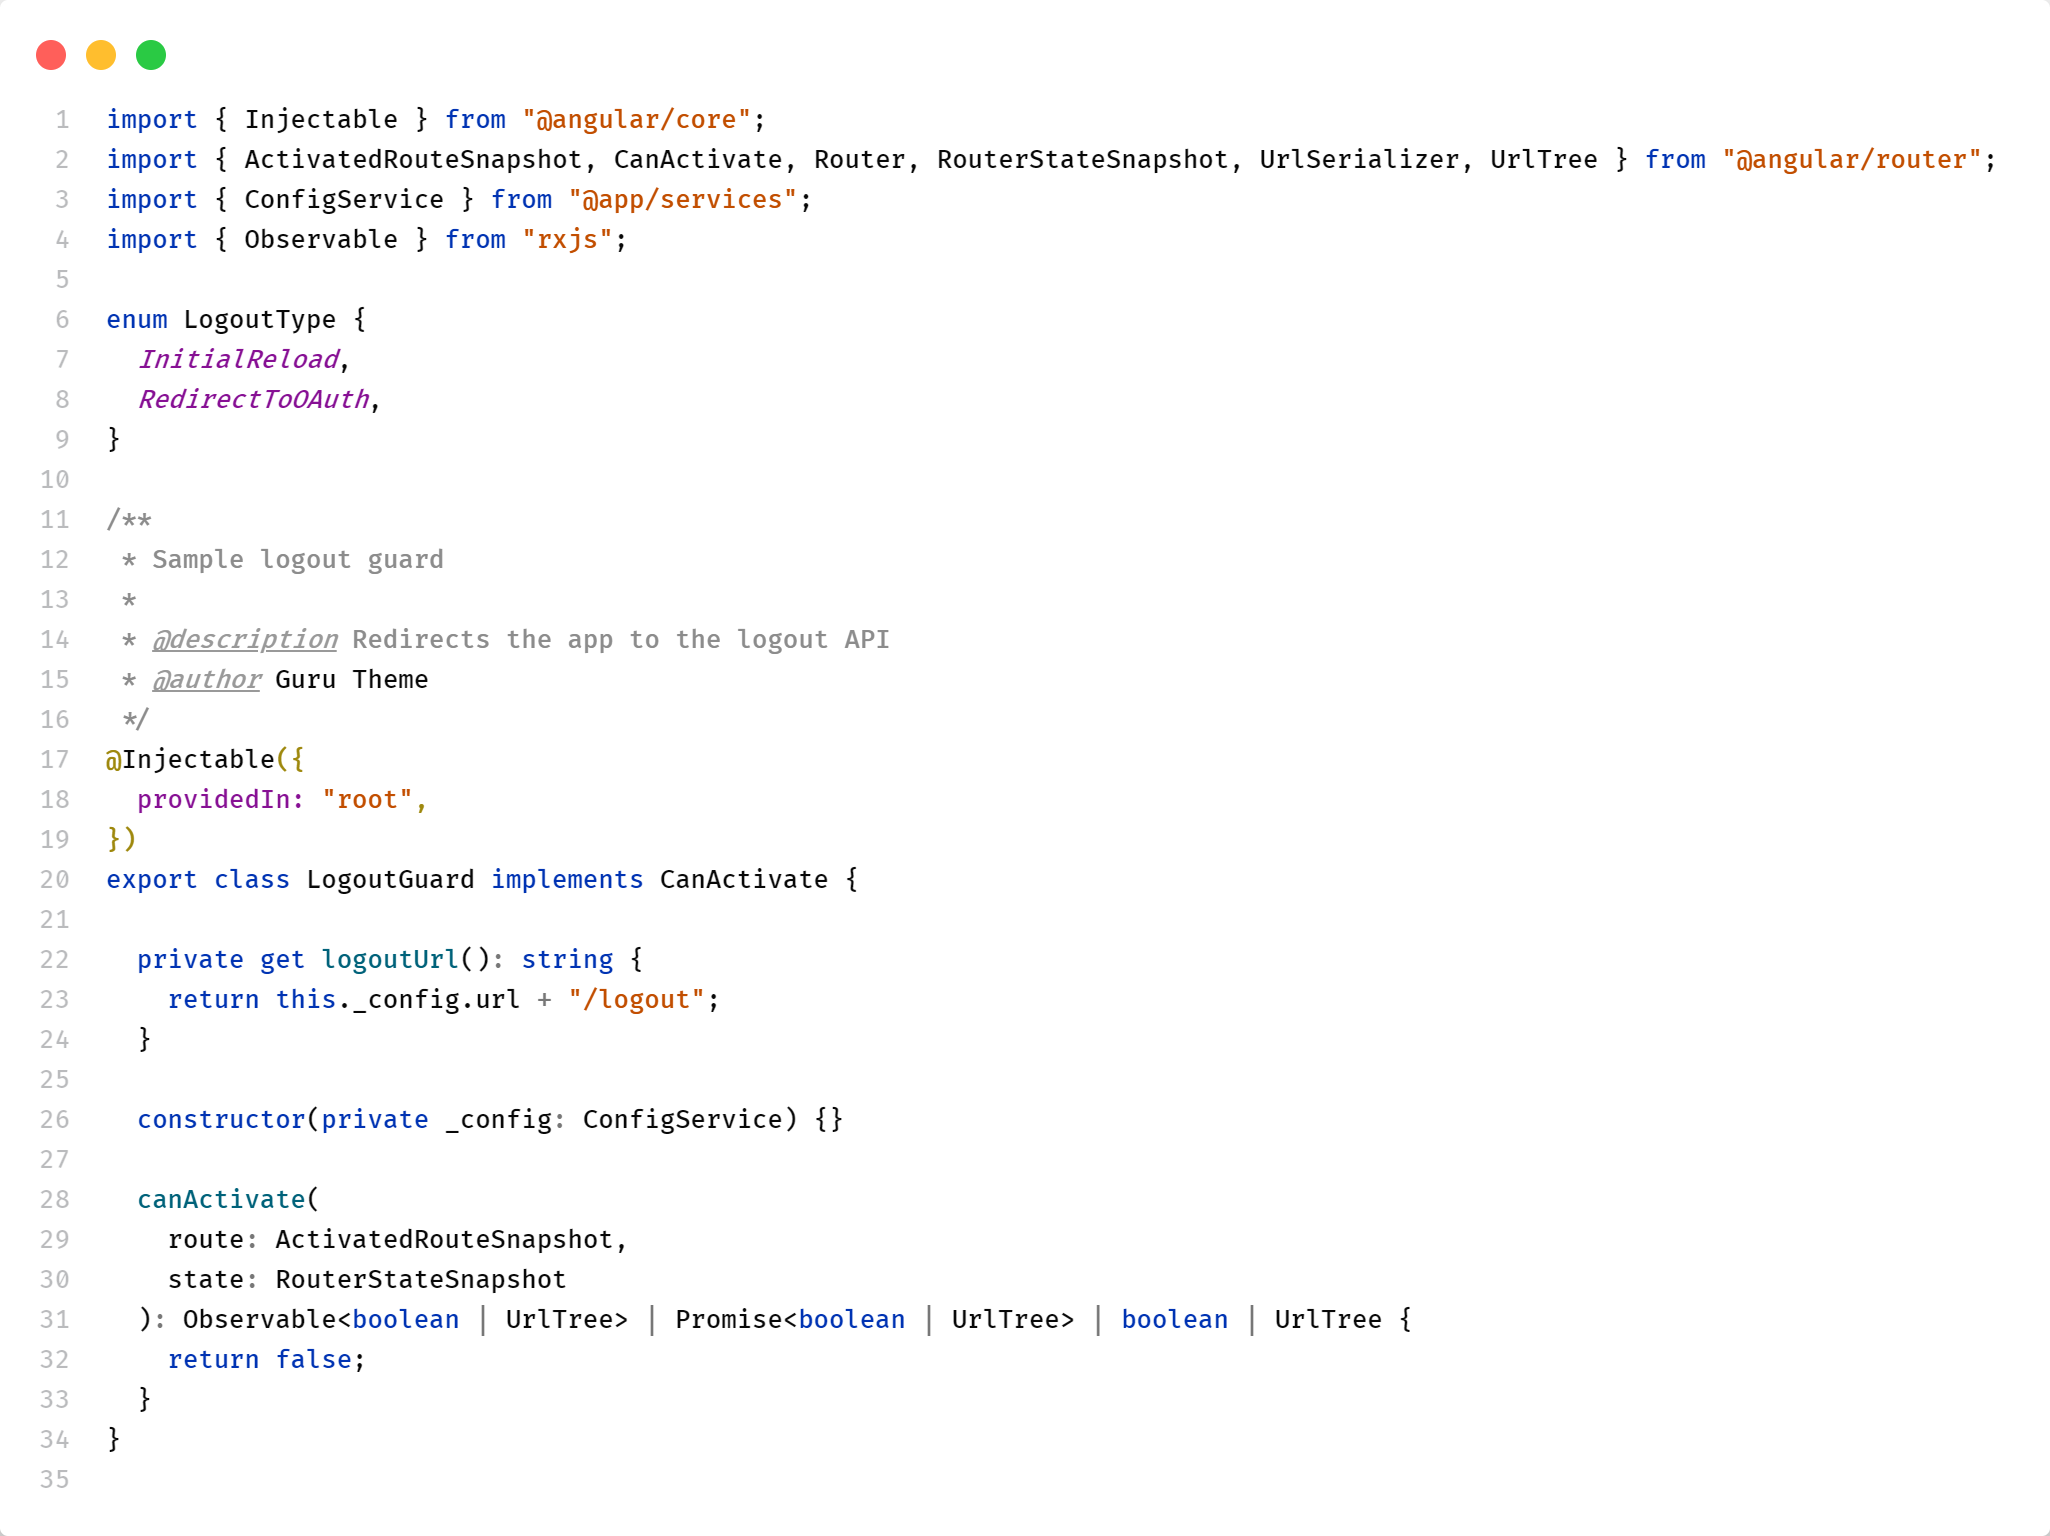 1 import { Injectable } from "@angular/core";
2 import { ActivatedRouteSnapshot, CanActivate, Router, RouterStateSnapshot, UrlSerializer, UrlTree } from "@angular/router";
3 import { ConfigService } from "@app/services";
4 import { Observable } from "rxjs";
5
6 enum LogoutType {
7   InitialReload,
8   RedirectToOAuth,
9 }
10
11 /**
12  * Sample logout guard
13  *
14  * @description Redirects the app to the logout API
15  * @author Guru Theme
16  */
17 @Injectable({
18   providedIn: "root",
19 })
20 export class LogoutGuard implements CanActivate {
21
22   private get logoutUrl(): string {
23     return this._config.url + "/logout";
24   }
25
26   constructor(private _config: ConfigService) {}
27
28   canActivate(
29     route: ActivatedRouteSnapshot,
30     state: RouterStateSnapshot
31   ): Observable<boolean | UrlTree> | Promise<boolean | UrlTree> | boolean | UrlTree {
32     return false;
33   }
34 }
35